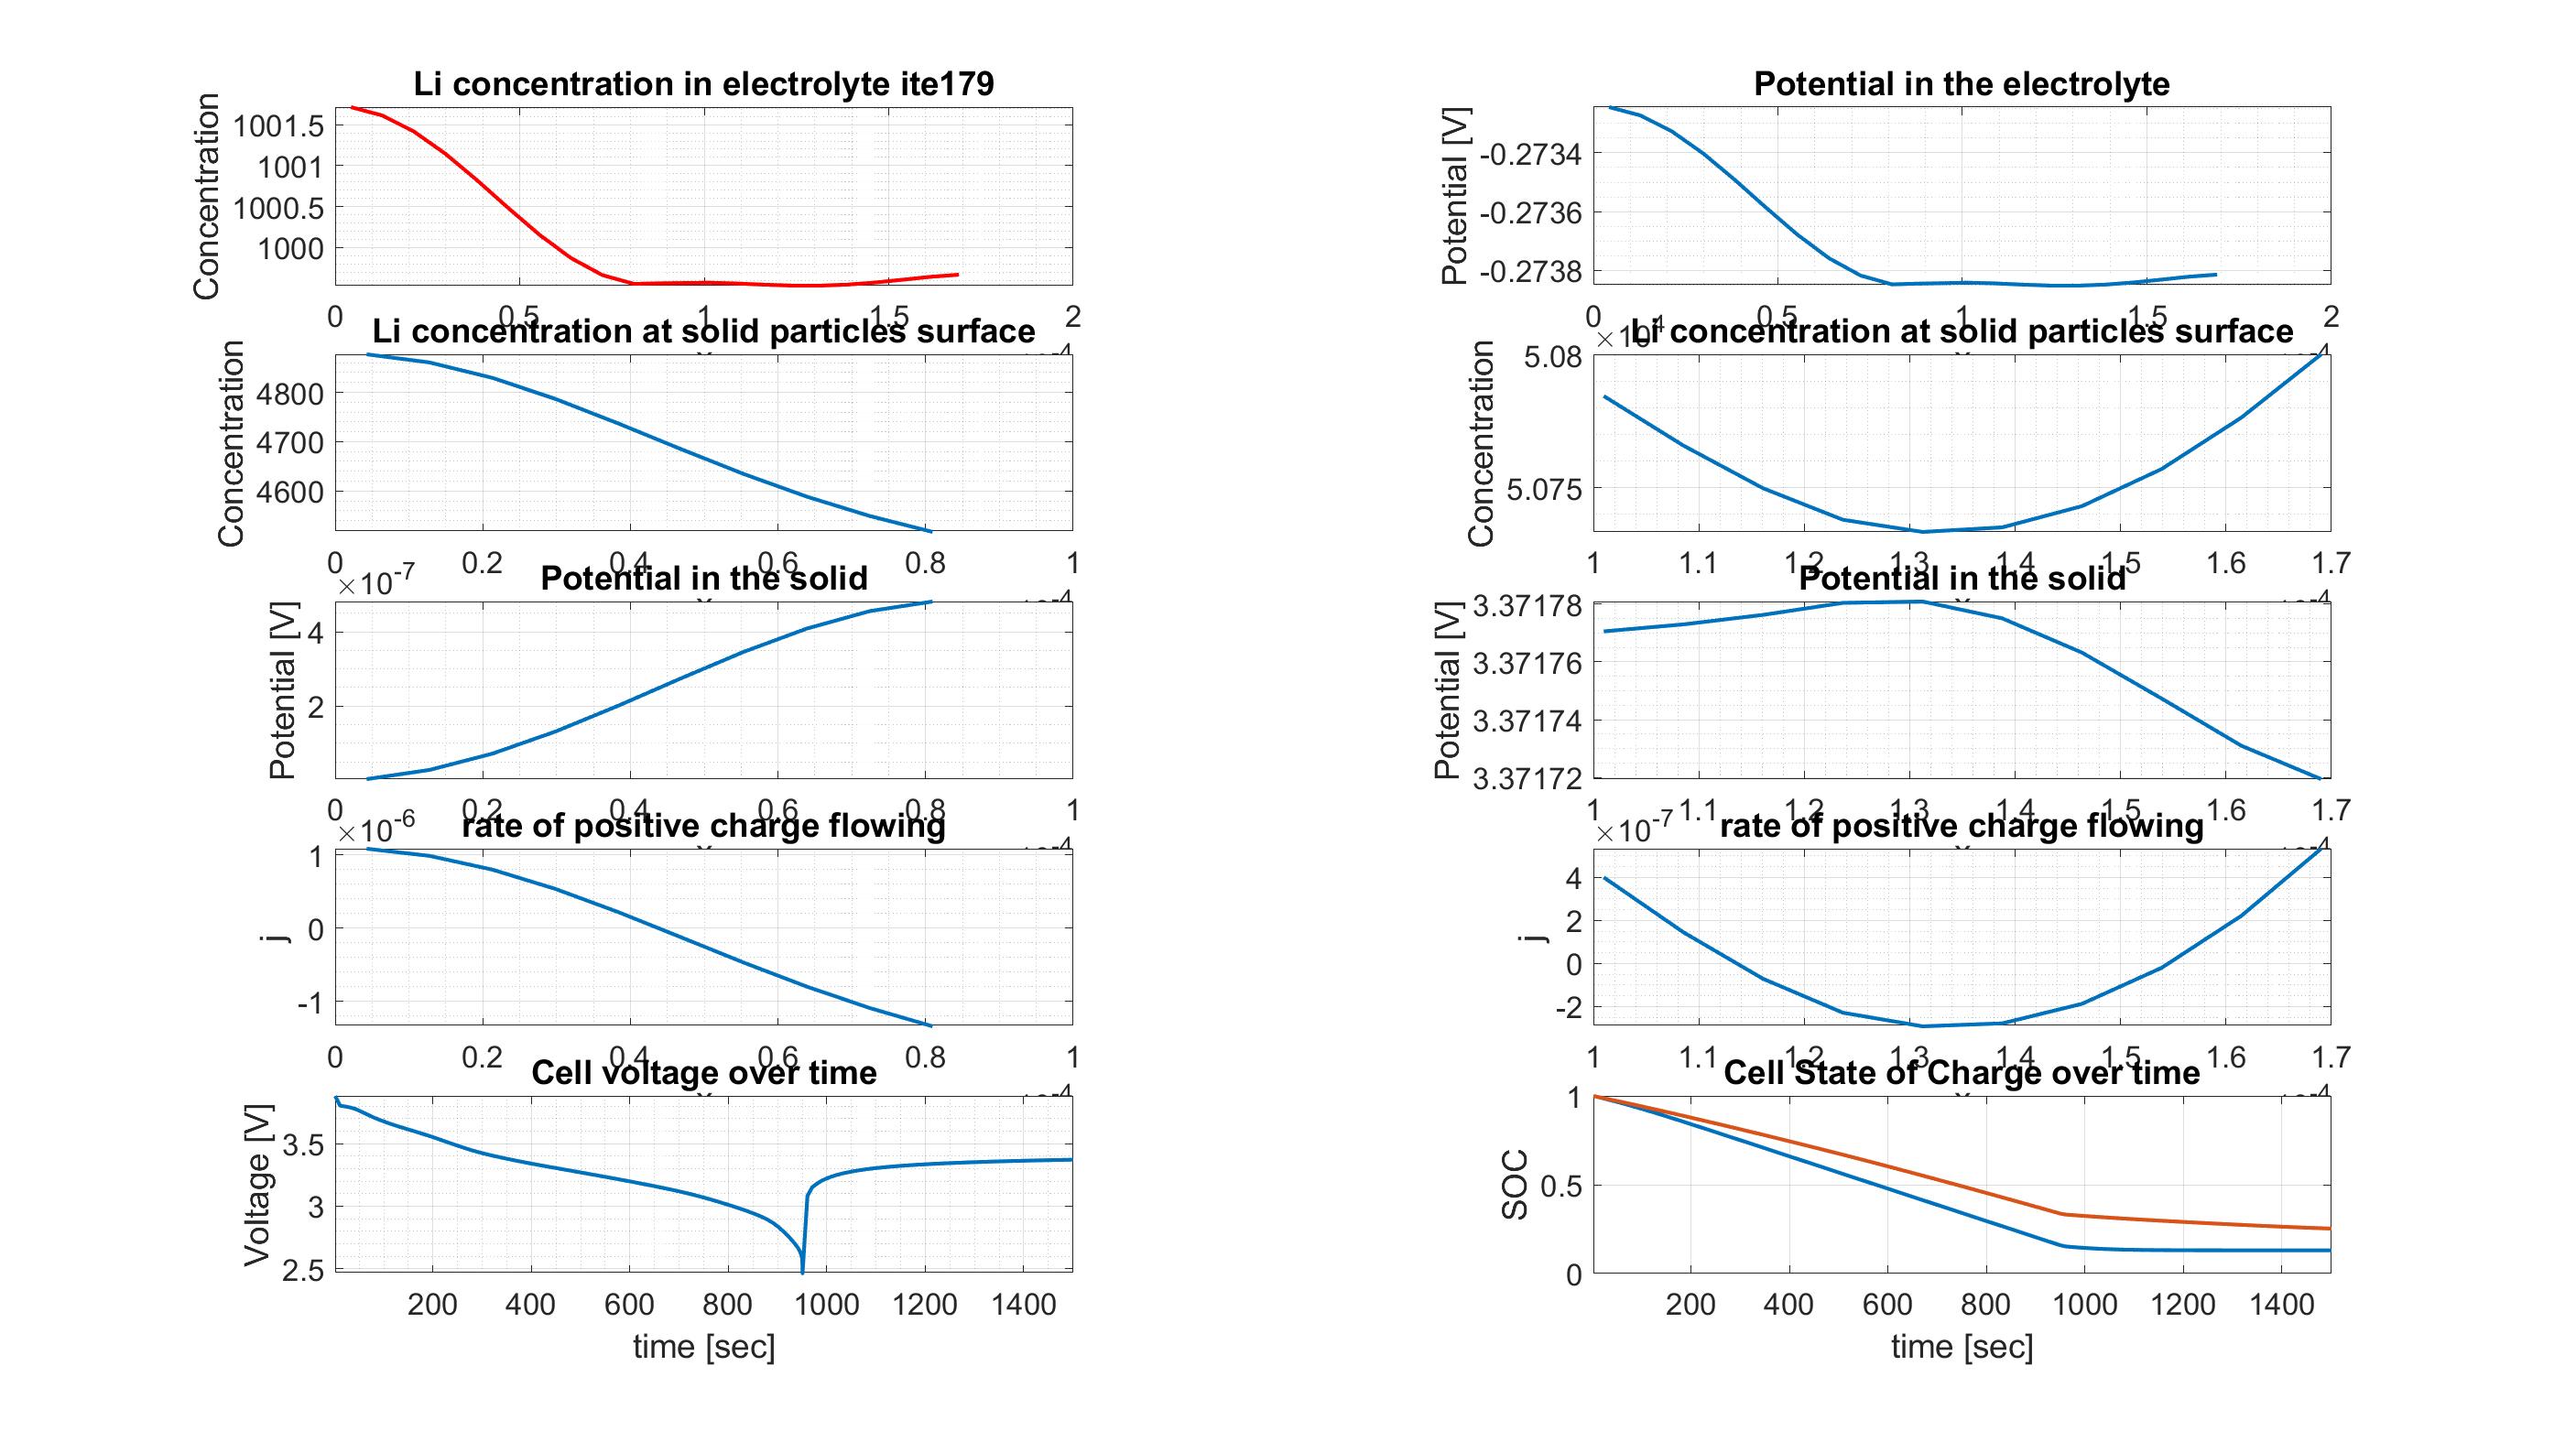 Li concentration in electrolyte ite179
Concentration
1001.5
1001
1000.5
1000
0 0.5 1 1.5 2
Potential in the electrolyte
Potential [V]
-0.2734
-0.2736
-0.2738
0 0.5 1 1.5 2
Li concentration at solid particles surface
Concentration
4800
4700
4600
0 0.2 0.4 0.6 0.8 1
Li concentration at solid particles surface
Concentration
5.08
5.075
1 1.1 1.2 1.3 1.4 1.5 1.6 1.7
Potential in the solid
×10-7
Potential [V]
4
2
0 0.2 0.4 0.6 0.8 1
Potential in the solid
Potential [V]
3.37178
3.37176
3.37174
3.37172
1 1.1 1.2 1.3 1.4 1.5 1.6 1.7
rate of positive charge flowing
×10-6
j
1
0
-1
0 0.2 0.4 0.6 0.8 1
rate of positive charge flowing
×10-7
j
4
2
0
-2
1 1.1 1.2 1.3 1.4 1.5 1.6 1.7
Cell voltage over time
Voltage [V]
3.5
3
2.5
200 400 600 800 1000 1200 1400
time [sec]
Cell State of Charge over time
SOC
1
0.5
0
200 400 600 800 1000 1200 1400
time [sec]